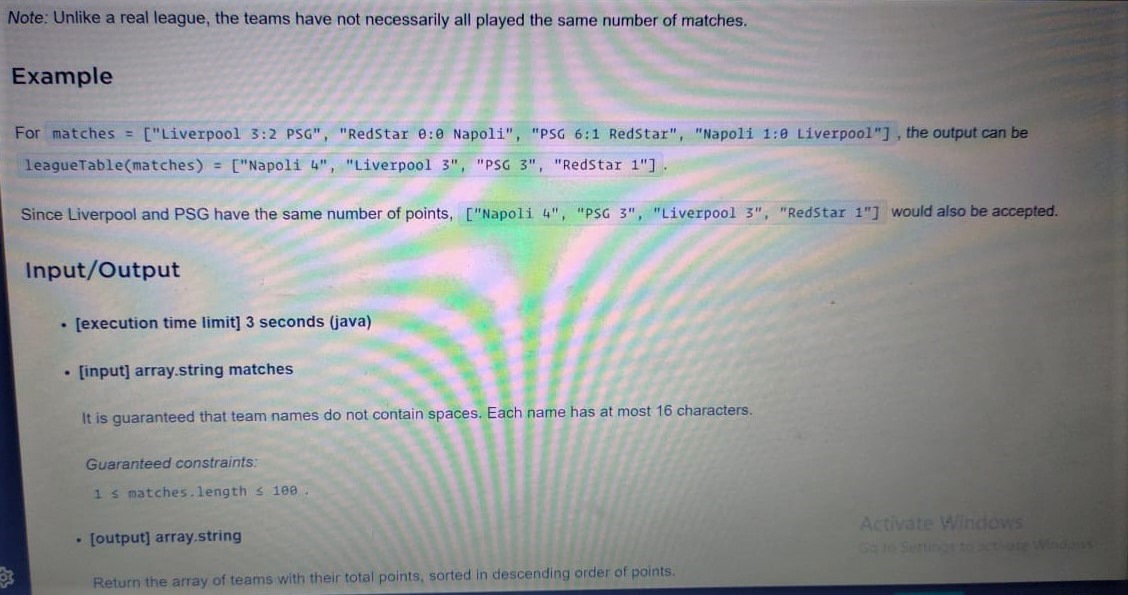 Note: Unlike a real league, the teams have not necessarily all played the same number of matches.
Example
For matches = ["Liverpool 3:2 PSG", "RedStar 0:0 Napoli", "PSG 6:1 RedStar", "Napoli 1:0 Liverpool"] , the output can be
leagueTable(matches) = ["Napoli 4", "Liverpool 3", "PSG 3", "RedStar 1"] .
Since Liverpool and PSG have the same number of points, ["Napoli 4", "PSG 3", "Liverpool 3", "RedStar 1"] would also be accepted.
Input/Output
• [execution time limit] 3 seconds (java)
• [input] array.string matches
It is guaranteed that team names do not contain spaces. Each name has at most 16 characters.
Guaranteed constraints:
1 ≤ matches.length ≤ 100 .
• [output] array.string
Activate Windows
Go to Settings to activate Windows.
Return the array of teams with their total points, sorted in descending order of points.